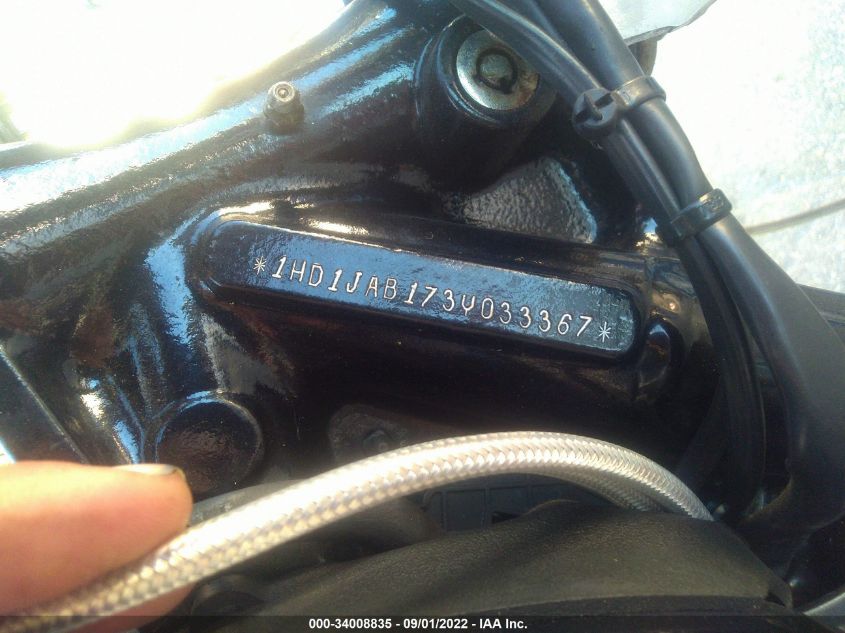 *1HD1JAB173Y033367*
000-34008835 - 09/01/2022 - IAA Inc.